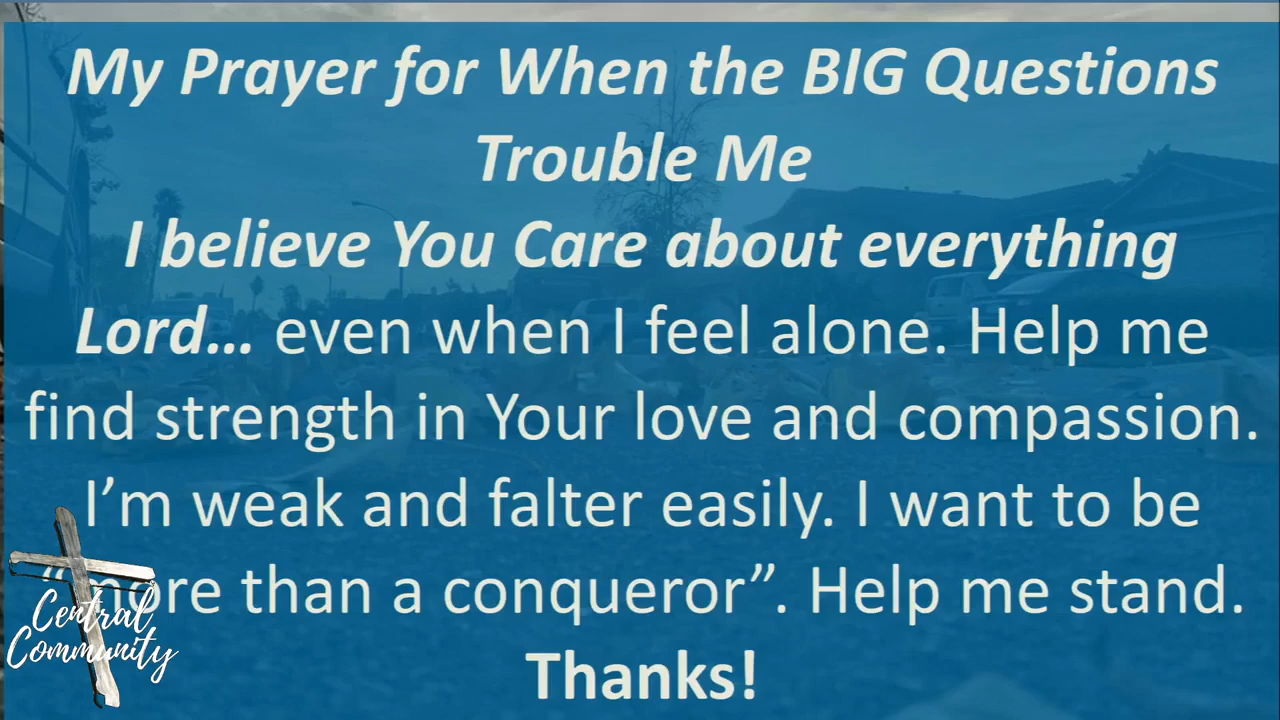 My Prayer for When the BIG Questions
Trouble Me
I believe You Care about everything
Lord... even when I feel alone. Help me
find strength in Your love and compassion.
I’m weak and falter easily. I want to be
“more than a conqueror”. Help me stand.
Thanks!
Central
Community